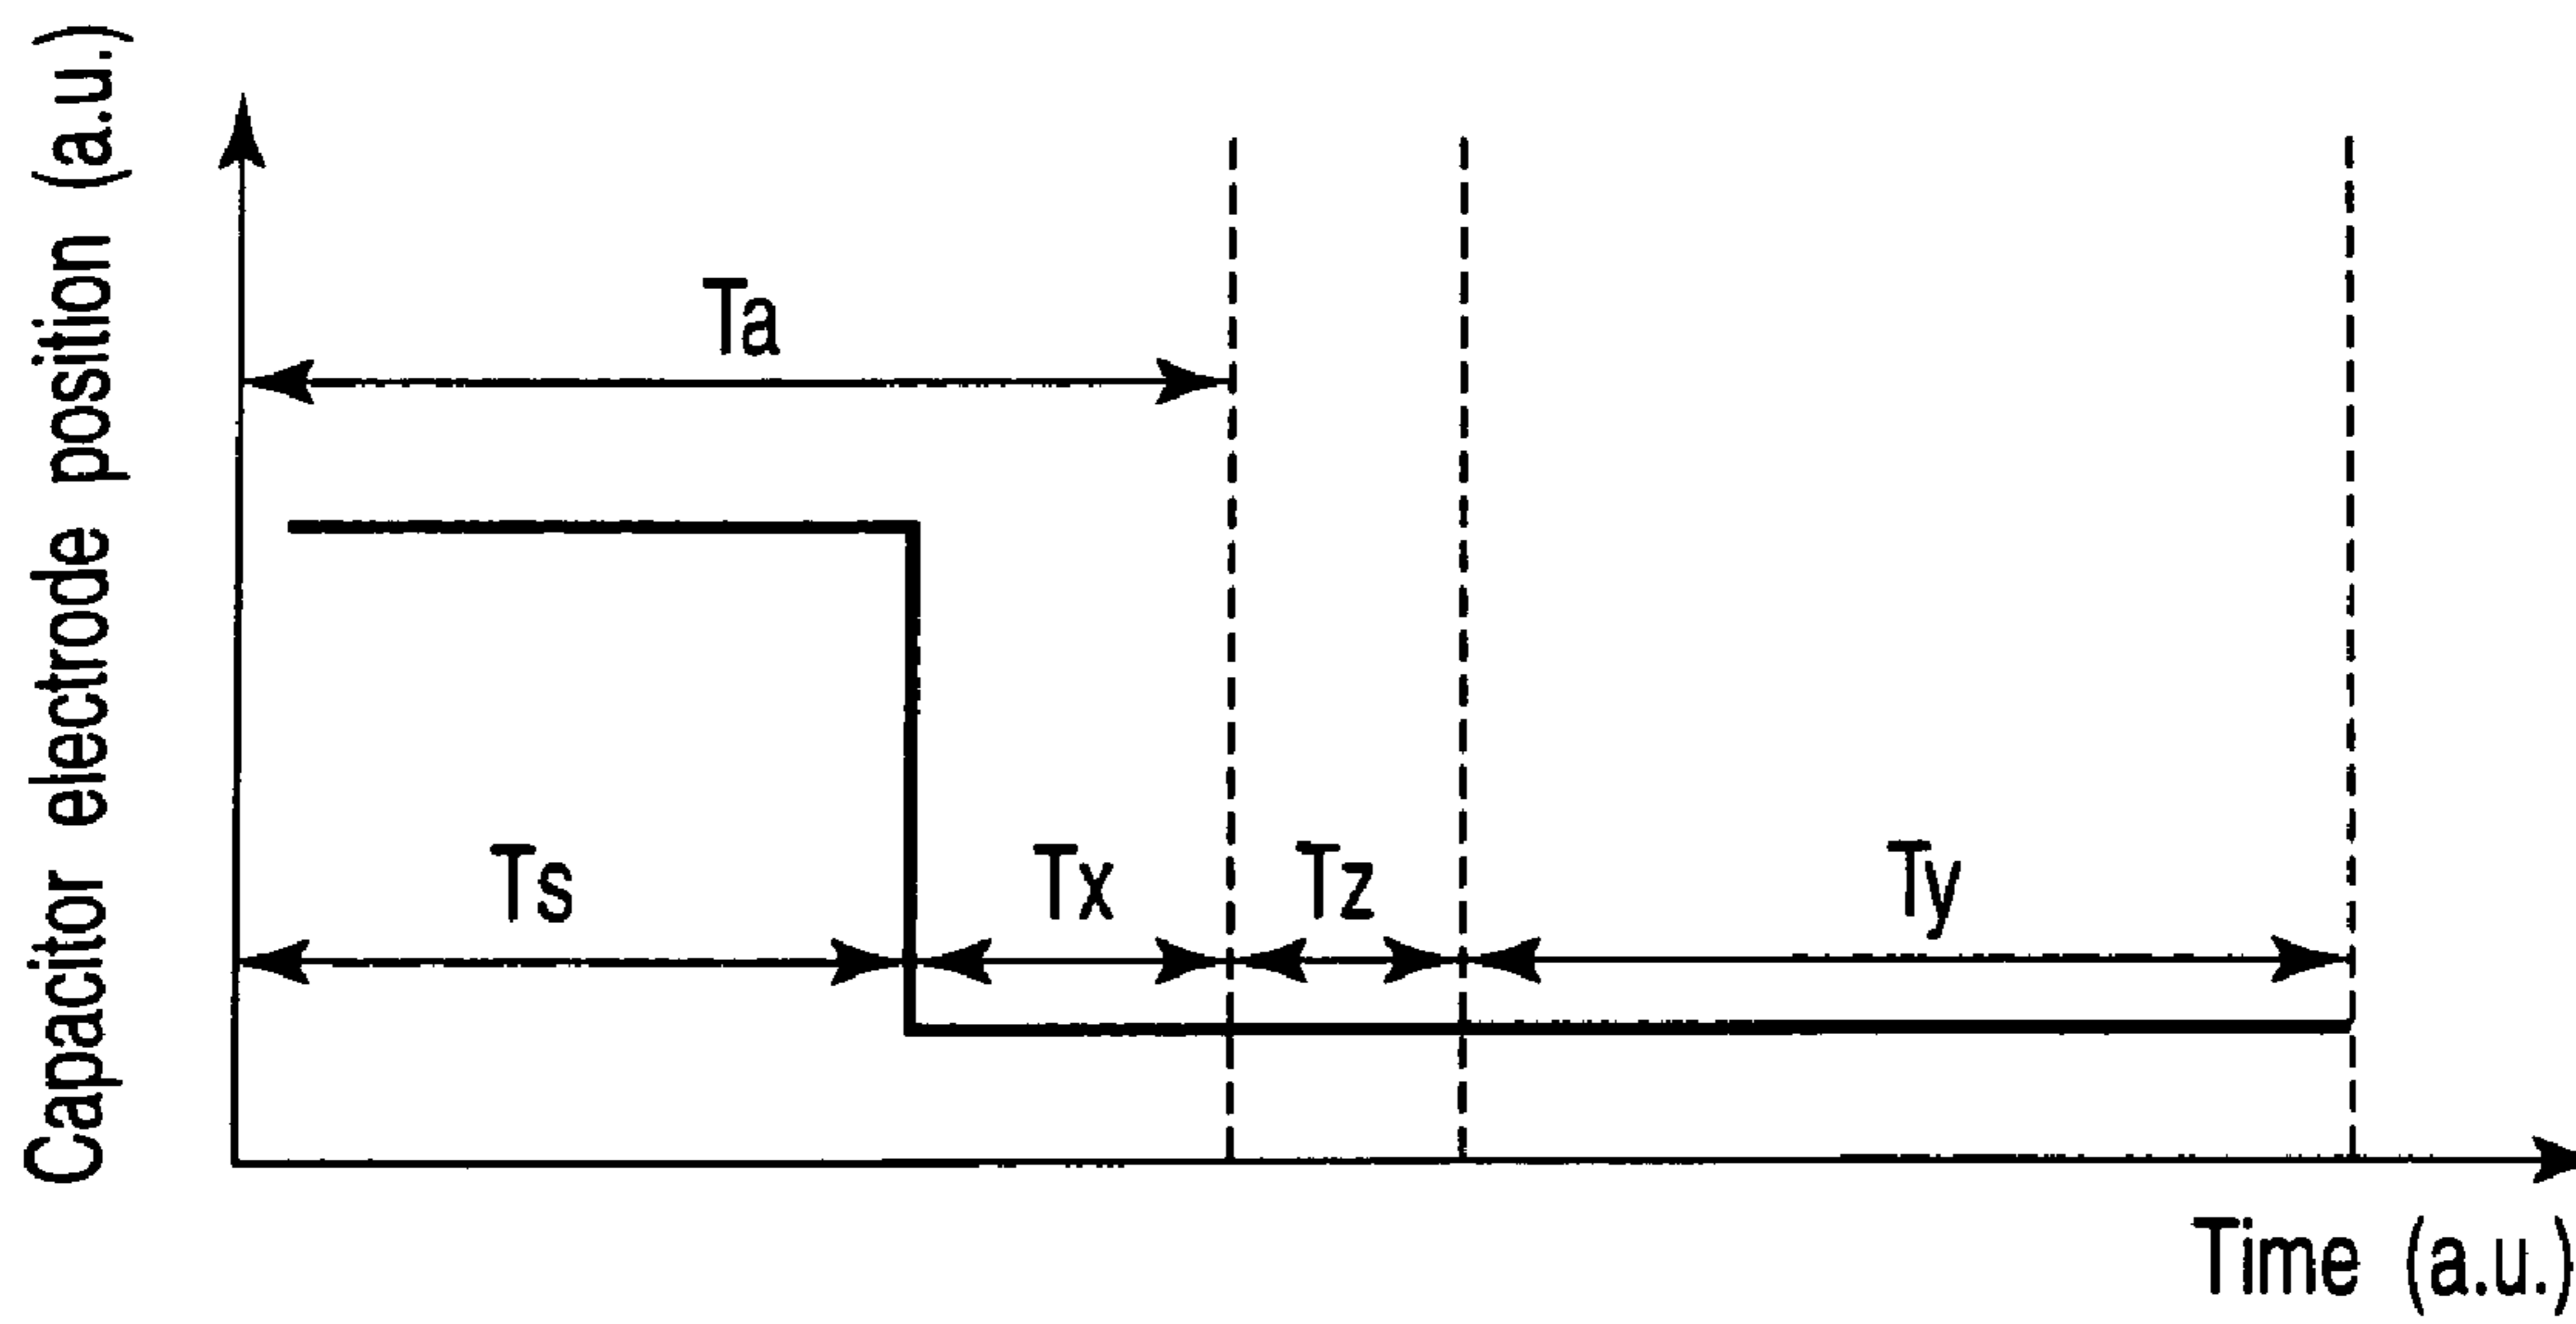 Capacitor electrode position (a.u.)
Ta
Ts
Tx
Tz
Ty
Time (a.u.)